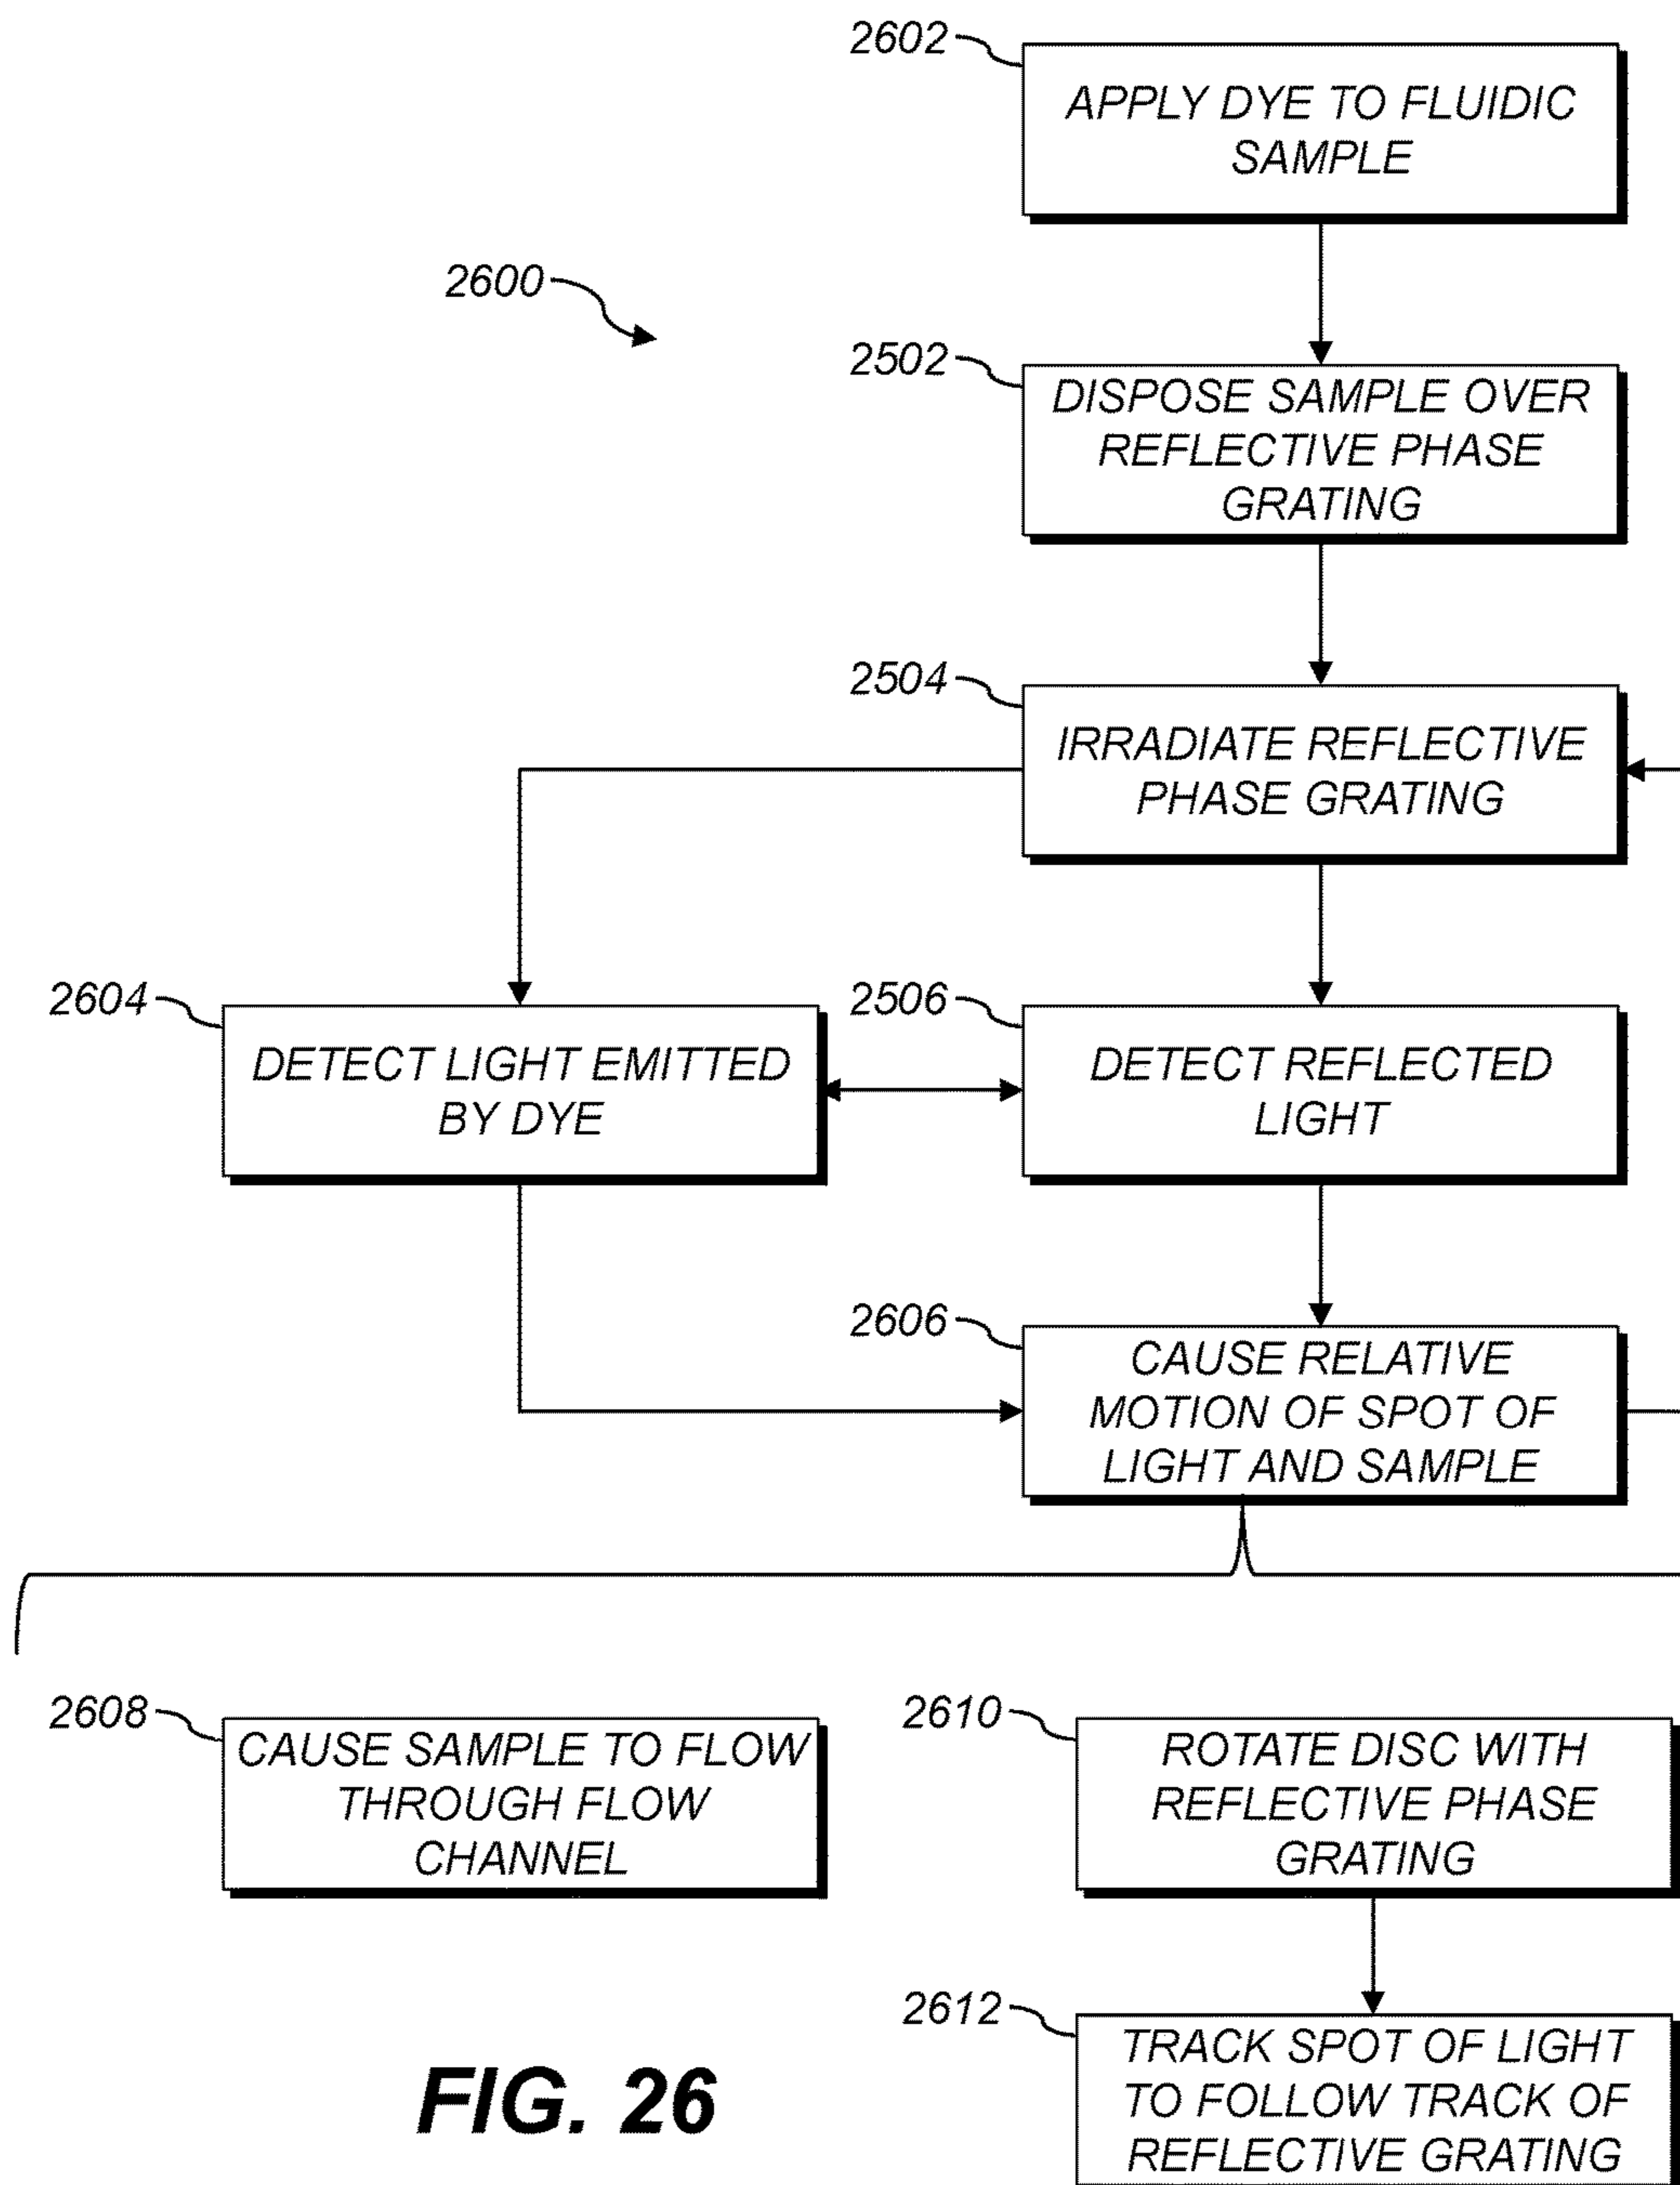 2602
APPLY DYE TO FLUIDIC
SAMPLE
2600
2502
DISPOSE SAMPLE OVER
REFLECTIVE PHASE
GRATING
2504
IRRADIATE REFLECTIVE
PHASE GRATING
2604
DETECT LIGHT EMITTED
BY DYE
2506
DETECT REFLECTED
LIGHT
2606
CAUSE RELATIVE
MOTION OF SPOT OF
LIGHT AND SAMPLE
2608
CAUSE SAMPLE TO FLOW
THROUGH FLOW
CHANNEL
2610
ROTATE DISC WITH
REFLECTIVE PHASE
GRATING
2612
TRACK SPOT OF LIGHT
TO FOLLOW TRACK OF
REFLECTIVE GRATING
FIG. 26